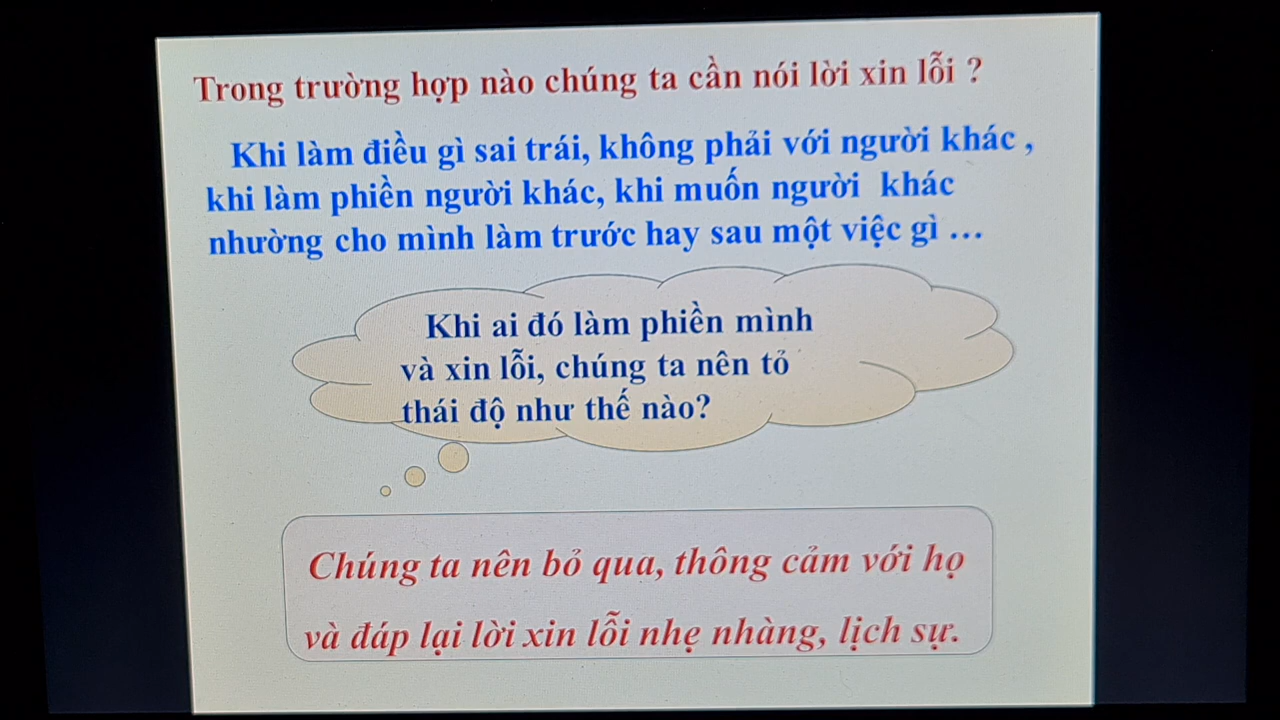 Trong trường hợp nào chúng ta cần nói lời xin lỗi ?
Khi làm điều gì sai trái, không phải với người khác ,
khi làm phiền người khác, khi muốn người khác
nhường cho mình làm trước hay sau một việc gì ...
Khi ai đó làm phiền mình
và xin lỗi, chúng ta nên tỏ
thái độ như thế nào?
Chúng ta nên bỏ qua, thông cảm với họ
và đáp lại lời xin lỗi nhẹ nhàng, lịch sự.